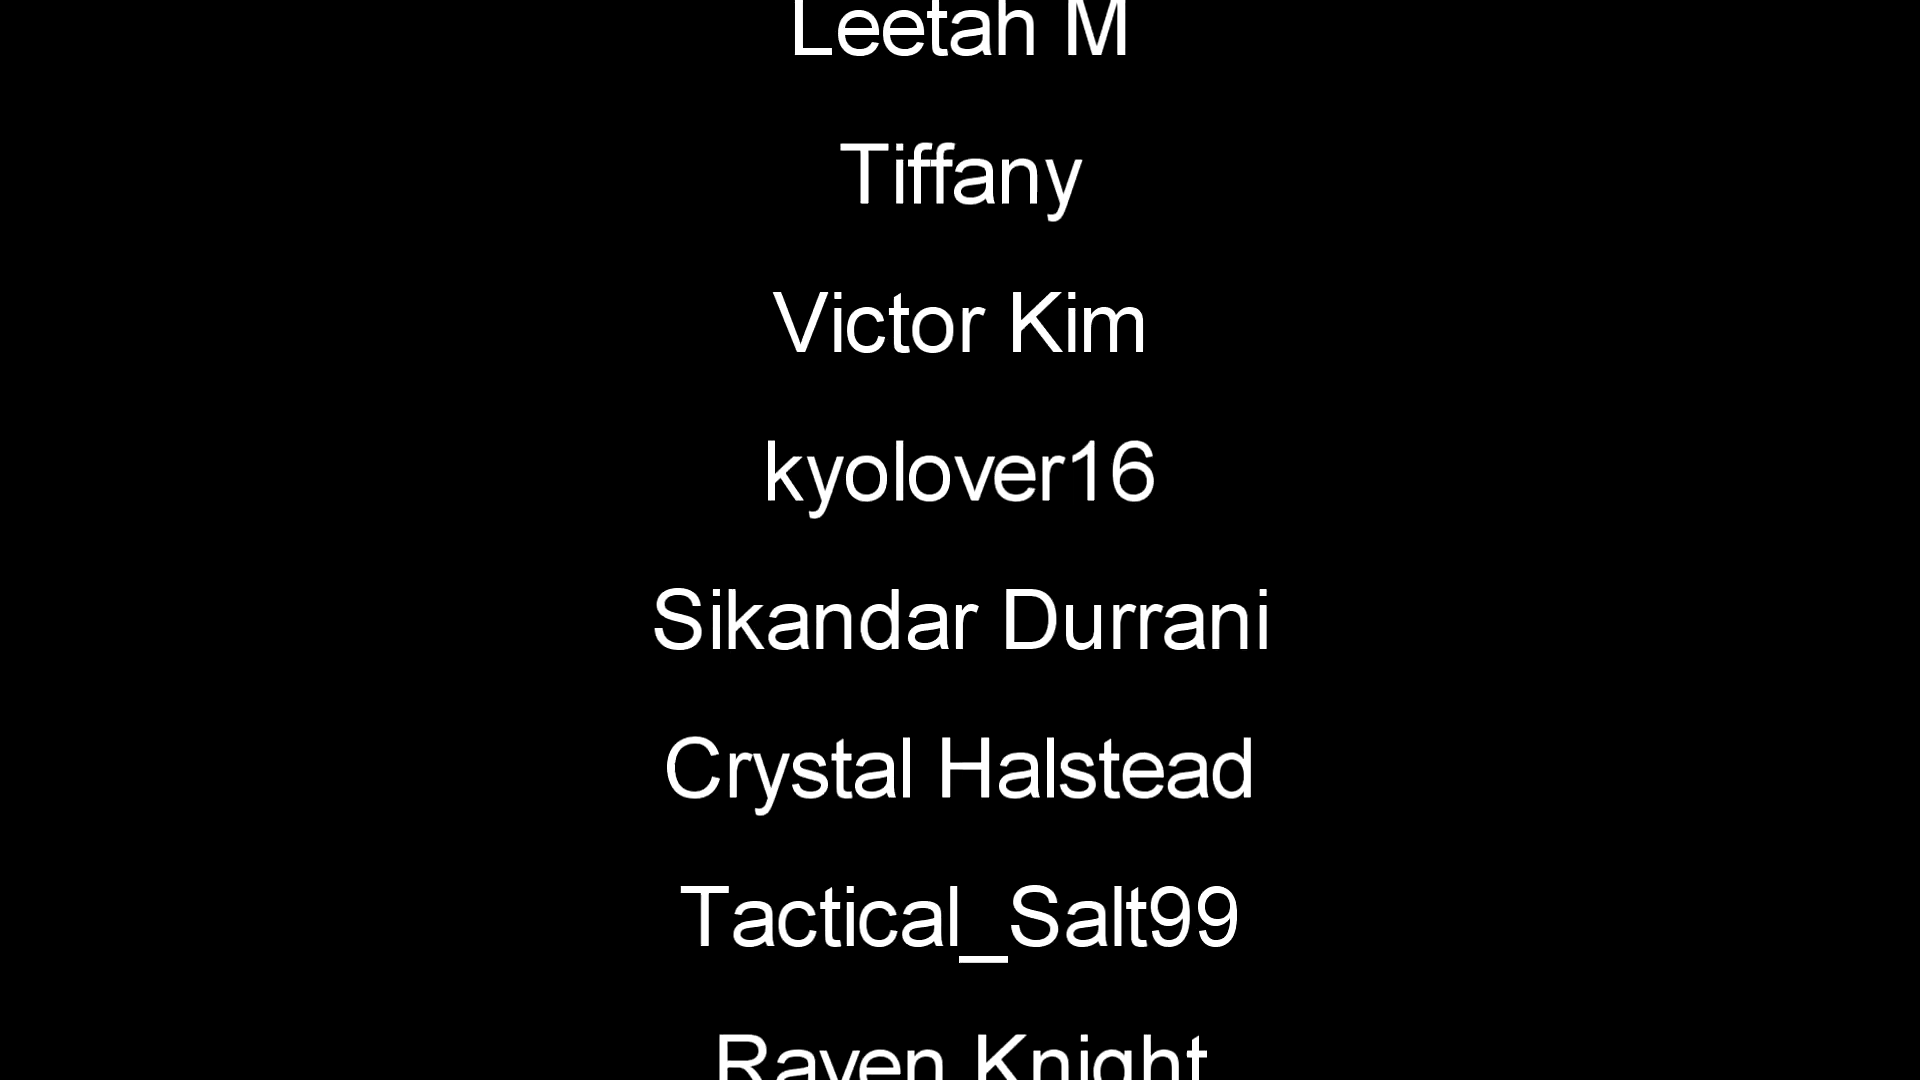 Leetah M
Tiffany
Victor Kim
kyolover16
Sikandar Durrani
Crystal Halstead
Tactical_Salt99
Raven Knight